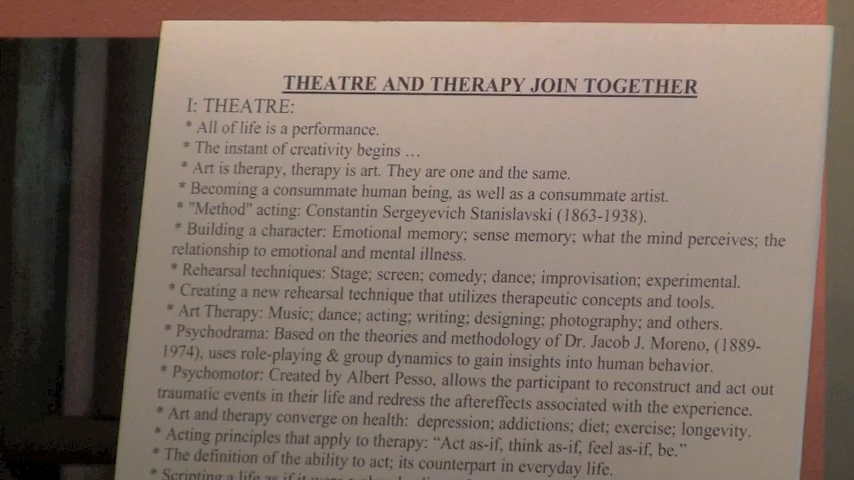 THEATRE AND THERAPY JOIN TOGETHER
I: THEATRE:
* All of life is a performance.
* The instant of creativity begins …
* Art is therapy, therapy is art. They are one and the same.
* Becoming a consummate human being, as well as a consummate artist.
* "Method" acting: Constantin Sergeyevich Stanislavski (1863-1938).
* Building a character: Emotional memory; sense memory; what the mind perceives; the
relationship to emotional and mental illness.
* Rehearsal techniques: Stage; screen; comedy; dance; improvisation; experimental.
* Creating a new rehearsal technique that utilizes therapeutic concepts and tools.
* Art Therapy: Music; dance; acting; writing; designing; photography; and others.
* Psychodrama: Based on the theories and methodology of Dr. Jacob J. Moreno, (1889-
1974), uses role-playing & group dynamics to gain insights into human behavior.
* Psychomotor: Created by Albert Pesso, allows the participant to reconstruct and act out
traumatic events in their life and redress the aftereffects associated with the experience.
* Art and therapy converge on health: depression; addictions; diet; exercise; longevity.
* Acting principles that apply to therapy: “Act as-if, think as-if, feel as-if, be.”
* The definition of the ability to act; its counterpart in everyday life.
* Scripting a life as if it were